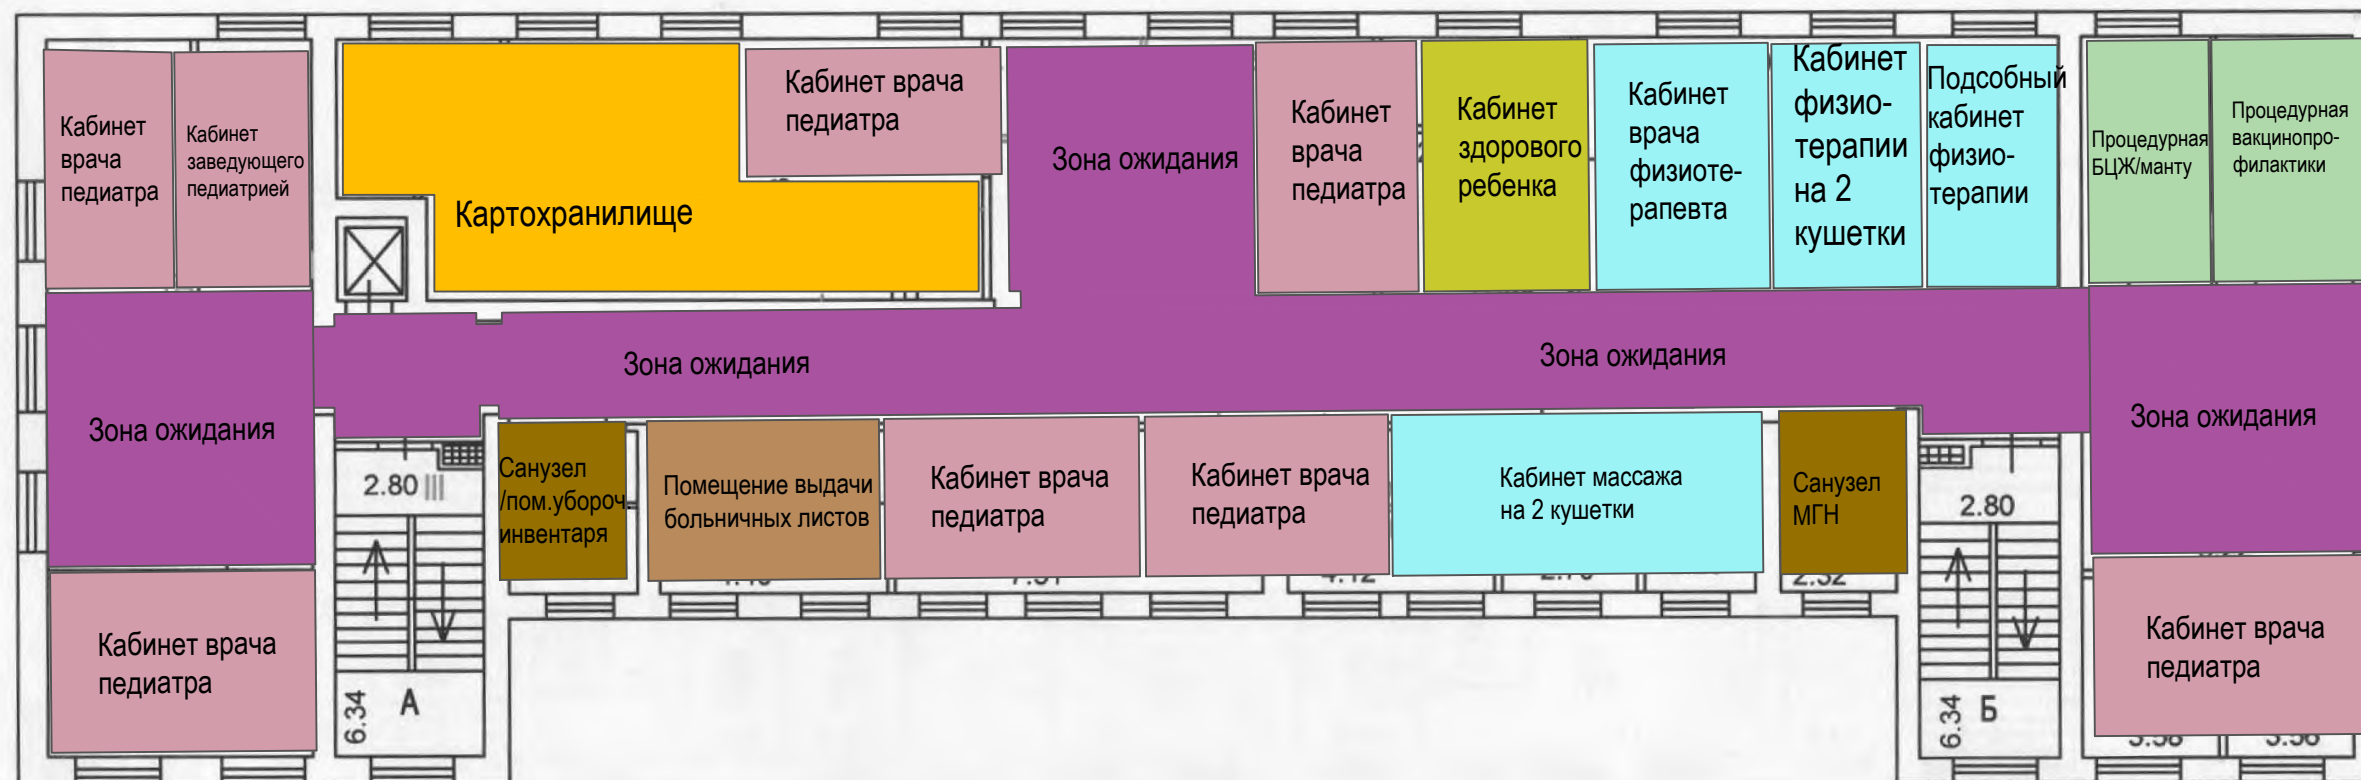 Кабинет
врача
педиатра
Кабинет
заведующего
педиатрией
Картохранилище
Кабинет врача
педиатра
Зона ожидания
Кабинет
врача
педиатра
Кабинет
здорового
ребенка
Кабинет
врача
физиоте-
рапевта
Кабинет
физио-
терапии
на 2
кушетки
Подсобный
кабинет
физио-
терапии
Процедурная
БЦЖ/манту
Процедурная
вакцинопро-
филактики
Зона ожидания
Зона ожидания
Зона ожидания
Зона ожидания
2.80
Санузел
/пом.убороч
инвентаря
Помещение выдачи
больничных листов
Кабинет врача
педиатра
Кабинет врача
педиатра
Кабинет массажа
на 2 кушетки
Санузел
МГН
2.80
Кабинет врача
педиатра
6.34
А
6.34
Б
Кабинет врача
педиатра